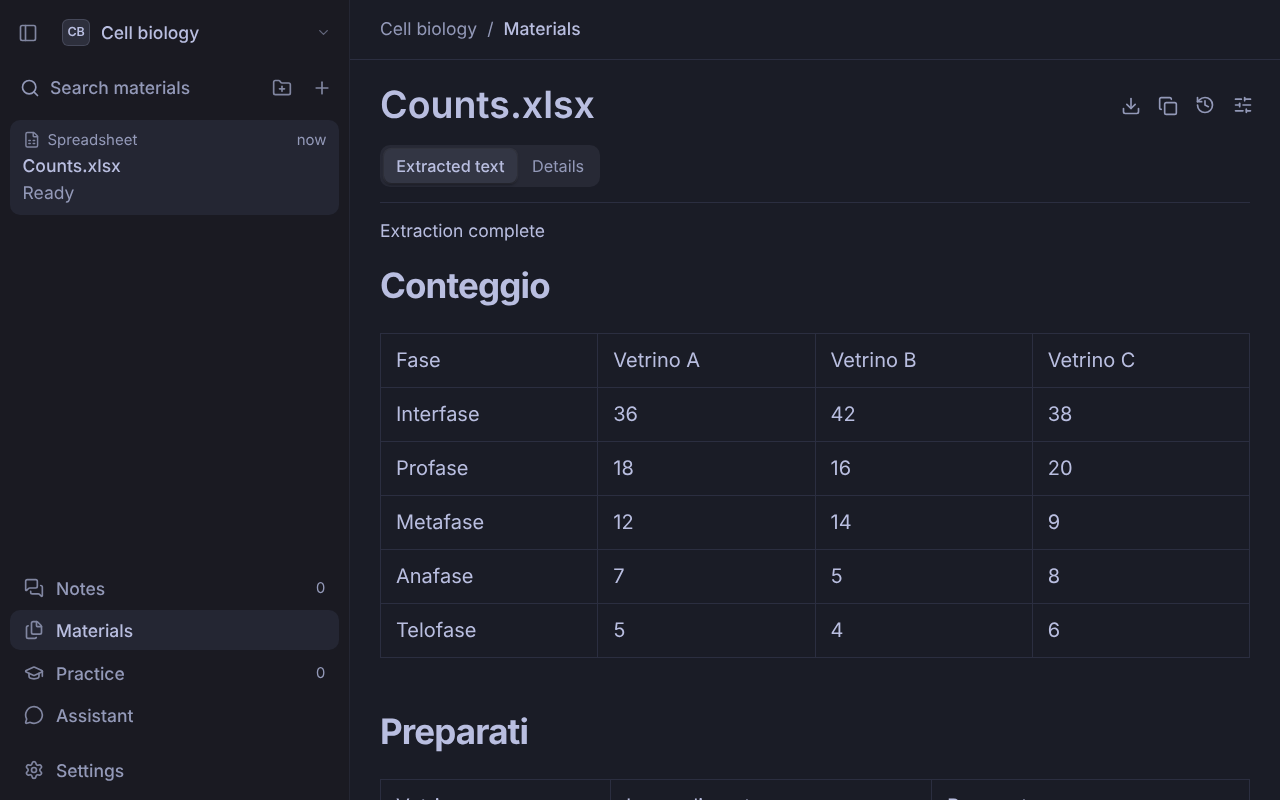 CB Cell biology
Search materials
Spreadsheet now
Counts.xlsx
Ready
Notes 0
Materials
Practice 0
Assistant
Settings
Cell biology / Materials
Counts.xlsx
Extracted text Details
Extraction complete
Conteggio
Fase Vetrino A Vetrino B Vetrino C
Interfase 36 42 38
Profase 18 16 20
Metafase 12 14 9
Anafase 7 5 8
Telofase 5 4 6
Preparati